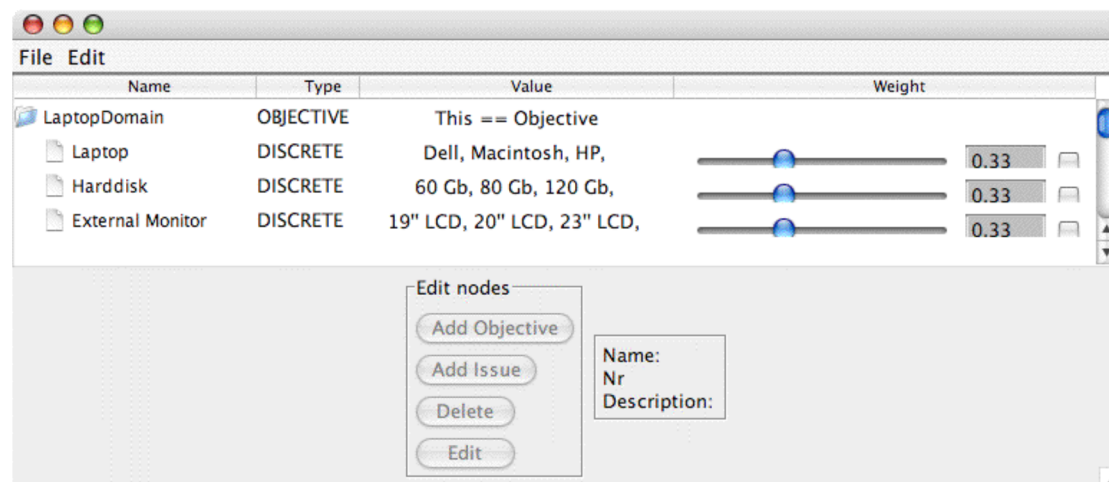 File Edit
Name Type Value Weight
LaptopDomain OBJECTIVE This == Objective
Laptop DISCRETE Dell, Macintosh, HP, 0.33
Harddisk DISCRETE 60 Gb, 80 Gb, 120 Gb, 0.33
External Monitor DISCRETE 19" LCD, 20" LCD, 23" LCD, 0.33
Edit nodes
Add Objective
Add Issue
Delete
Edit
Name:
Nr
Description: